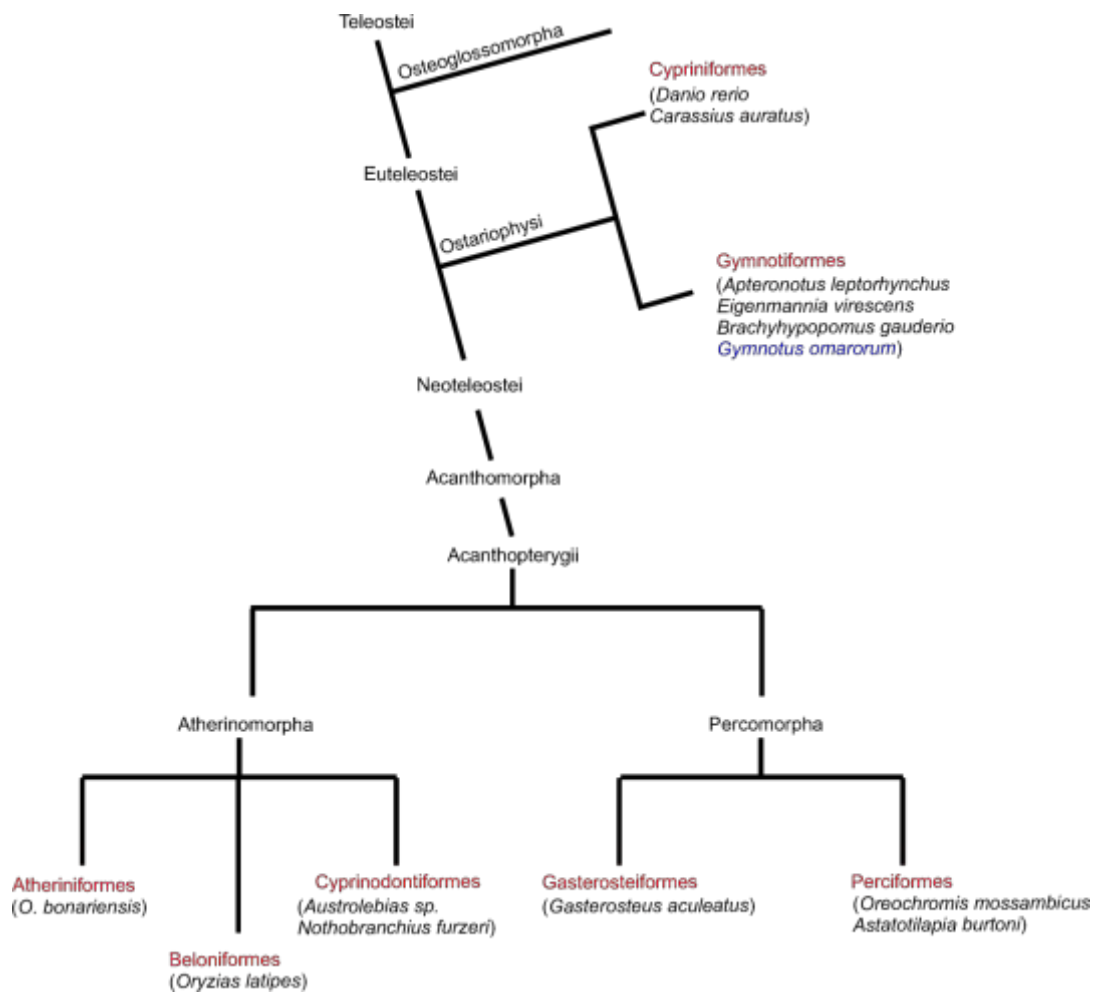 Teleostei
Osteoglossomorpha
Cypriniformes
(Danio rerio
Carassius auratus)
Euteleostei
Ostariophysi
Gymnotiformes
(Apteronotus leptorhynchus
Eigenmannia virescens
Brachyhypopomus gauderio
Gymnotus omarorum)
Neoteleostei
Acanthomorpha
Acanthopterygii
Atherinomorpha
Percomorpha
Atheriniformes
(O. bonariensis)
Cyprinodontiformes
(Austrolebias sp.
Nothobranchius furzeri)
Gasterosteiformes
(Gasterosteus aculeatus)
Perciformes
(Oreochromis mossambicus
Astatotilapia burtoni)
Beloniformes
(Oryzias latipes)